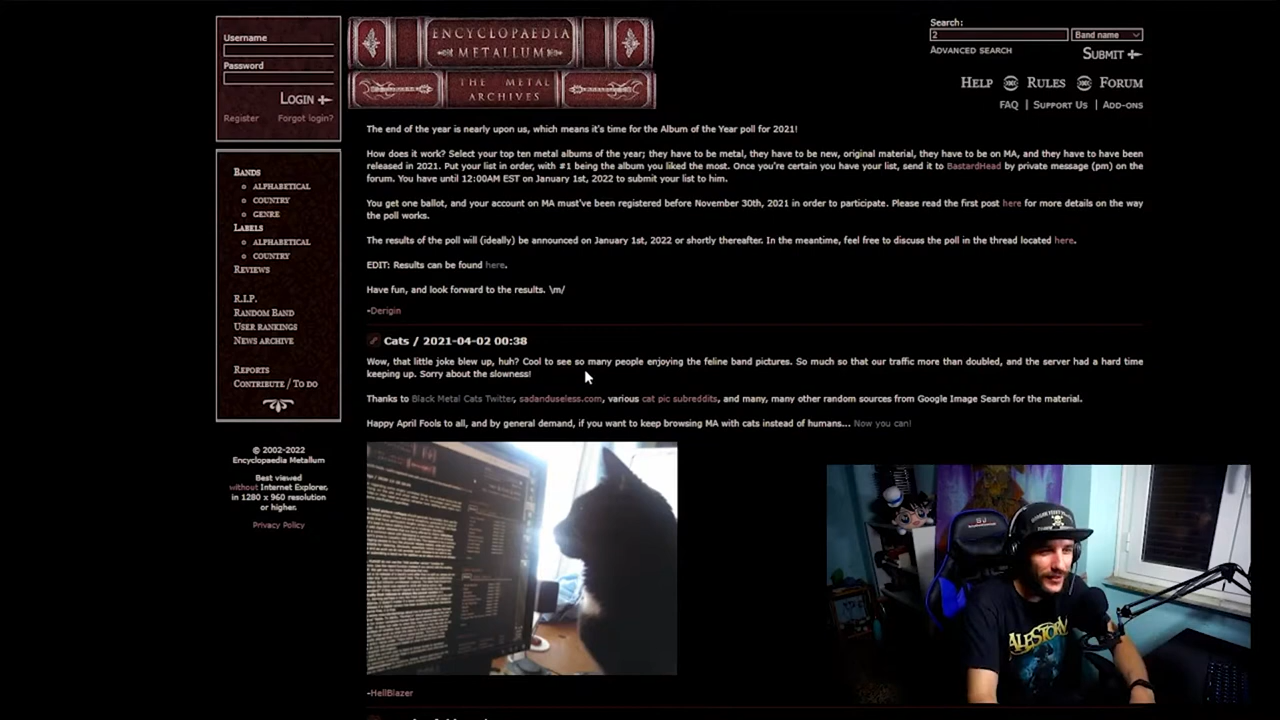 Username
Password
LOGIN
Register Forgot login?
ENCYCLOPAEDIA
METALLUM
THE METAL
ARCHIVES
Search:
2 Band name
ADVANCED SEARCH SUBMIT
HELP RULES FORUM
FAQ | SUPPORT US | ADD-ONS
BANDS
ALPHABETICAL
COUNTRY
GENRE
LABELS
ALPHABETICAL
COUNTRY
REVIEWS
R.I.P.
RANDOM BAND
USER RANKINGS
NEWS ARCHIVE
REPORTS
CONTRIBUTE / TO DO
© 2002-2022
Encyclopaedia Metallum
Best viewed
without Internet Explorer,
in 1280 x 960 resolution
or higher.
Privacy Policy
The end of the year is nearly upon us, which means it's time for the Album of the Year poll for 2021!
How does it work? Select your top ten metal albums of the year; they have to be metal, they have to be new, original material, they have to be on MA, and they have to have been
released in 2021. Put your list in order, with #1 being the album you liked the most. Once you're certain you have your list, send it to BastardHead by private message (pm) on the
forum. You have until 12:00AM EST on January 1st, 2022 to submit your list to him.
You get one ballot, and your account on MA must've been registered before November 30th, 2021 in order to participate. Please read the first post here for more details on the way
the poll works.
The results of the poll will (ideally) be announced on January 1st, 2022 or shortly thereafter. In the meantime, feel free to discuss the poll in the thread located here.
EDIT: Results can be found here.
Have fun, and look forward to the results. \m/
-Derigin
Cats / 2021-04-02 00:38
Wow, that little joke blew up, huh? Cool to see so many people enjoying the feline band pictures. So much so that our traffic more than doubled, and the server had a hard time
keeping up. Sorry about the slowness!
Thanks to Black Metal Cats Twitter, sadanduseless.com, various cat pic subreddits, and many, many other random sources from Google Image Search for the material.
Happy April Fools to all, and by general demand, if you want to keep browsing MA with cats instead of humans... Now you can!
-HellBlazer
ALESTORM